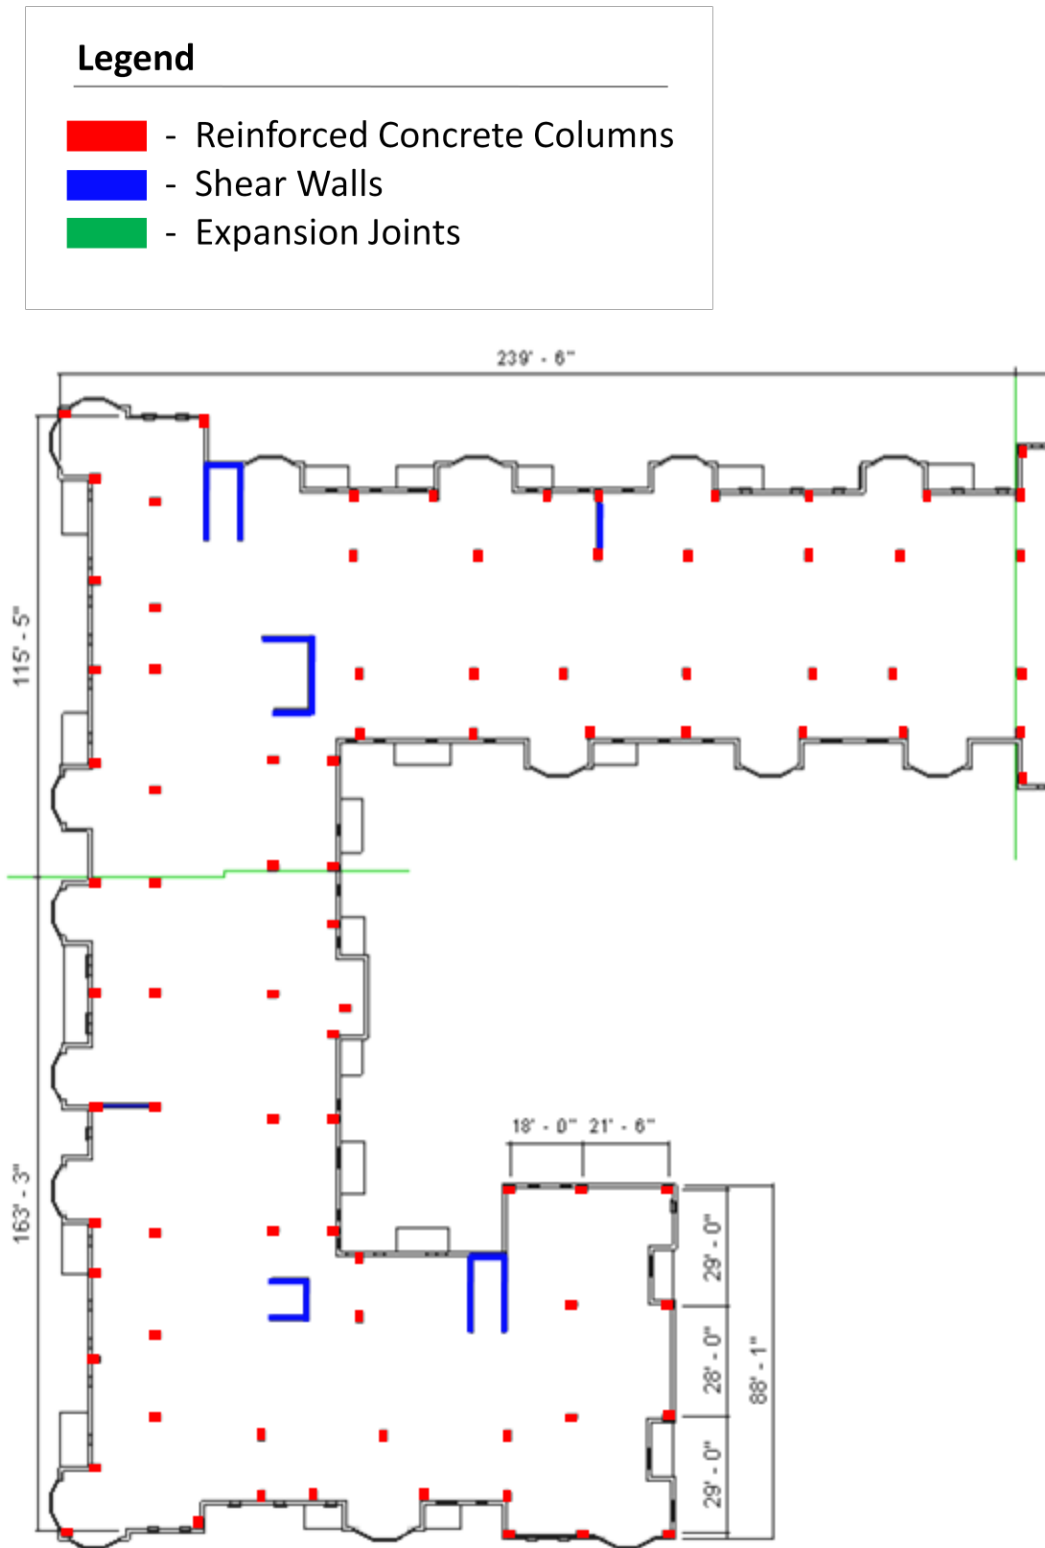 Legend
- Reinforced Concrete Columns
- Shear Walls
- Expansion Joints
239' - 6"
115' - 5"
163' - 3"
18' - 0" 21' - 6"
29' - 0"
28' - 0"
88' - 1"
29' - 0"